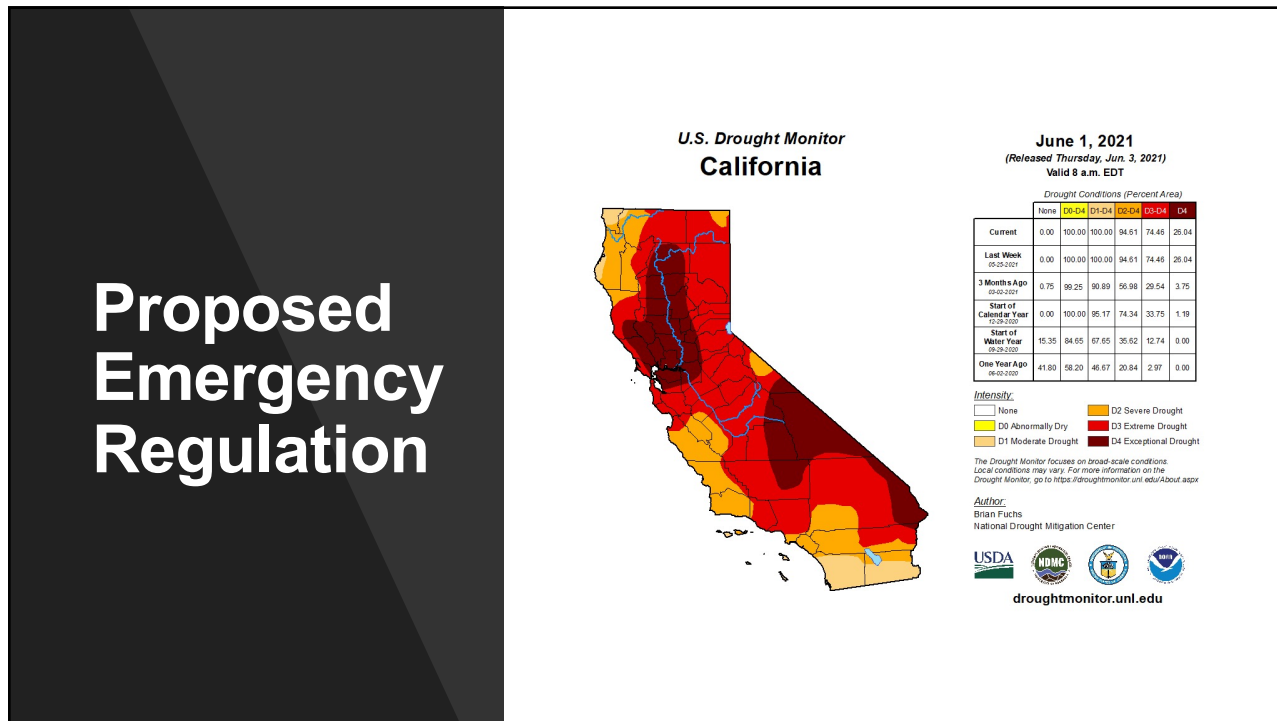 Proposed
Emergency
Regulation
U.S. Drought Monitor
California
June 1, 2021
(Released Thursday, Jun. 3, 2021)
Valid 8 a.m. EDT
Drought Conditions (Percent Area)
None D0-D4 D1-D4 D2-D4 D3-D4 D4
Current 0.00 100.00 100.00 94.61 74.46 26.04
Last Week
05-25-2021 0.00 100.00 100.00 94.61 74.46 26.04
3 Months Ago
03-02-2021 0.75 99.25 90.89 56.98 29.54 3.75
Start of
Calendar Year
12-29-2020 0.00 100.00 95.17 74.34 33.75 1.19
Start of
Water Year
09-29-2020 15.35 84.65 67.65 35.62 12.74 0.00
One Year Ago
06-02-2020 41.80 58.20 46.67 20.84 2.97 0.00
Intensity:
None
D0 Abnormally Dry
D1 Moderate Drought
D2 Severe Drought
D3 Extreme Drought
D4 Exceptional Drought
The Drought Monitor focuses on broad-scale conditions.
Local conditions may vary. For more information on the
Drought Monitor, go to https://droughtmonitor.unl.edu/About.aspx
Author:
Brian Fuchs
National Drought Mitigation Center
USDA
NDMC
NOAA
droughtmonitor.unl.edu